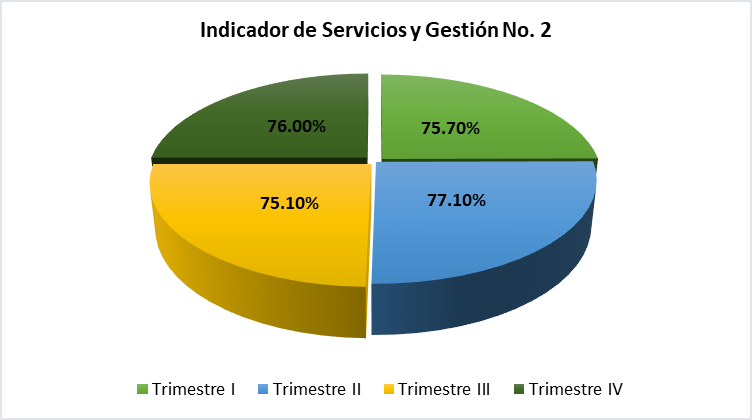 Indicador de Servicios y Gestión No. 2
76.00% 75.70%
75.10% 77.10%
Trimestre I Trimestre II Trimestre III Trimestre IV